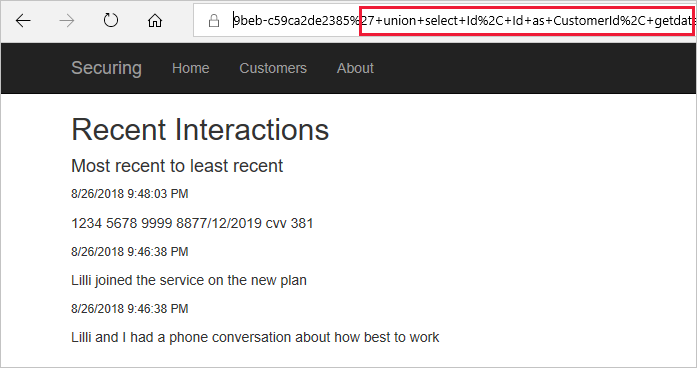 9beb-c59ca2de2385%27+union+select+Id%2C+Id+as+CustomerId%2C+getdat
Securing Home Customers About
Recent Interactions
Most recent to least recent
8/26/2018 9:48:03 PM
1234 5678 9999 8877/12/2019 cvv 381
8/26/2018 9:46:38 PM
Lilli joined the service on the new plan
8/26/2018 9:46:38 PM
Lilli and I had a phone conversation about how best to work